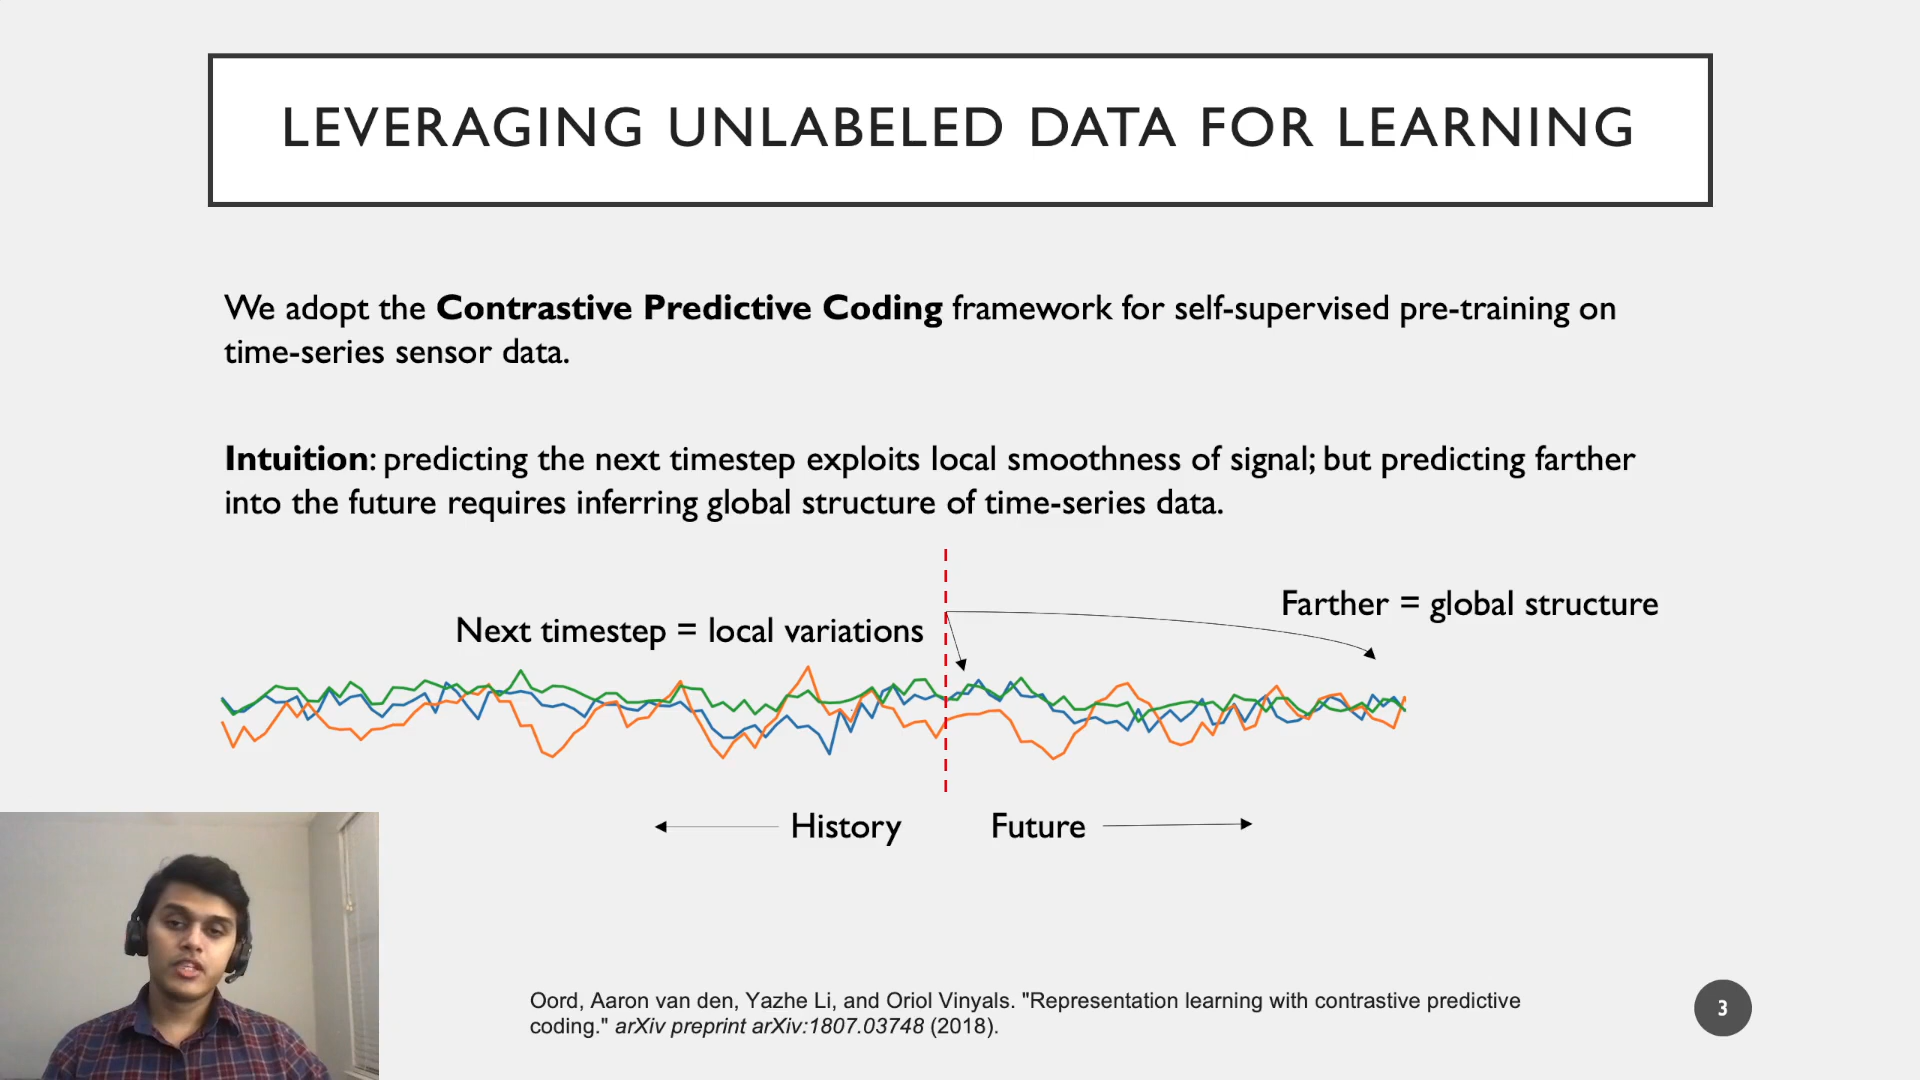 LEVERAGING UNLABELED DATA FOR LEARNING
We adopt the Contrastive Predictive Coding framework for self-supervised pre-training on
time-series sensor data.
Intuition: predicting the next timestep exploits local smoothness of signal; but predicting farther
into the future requires inferring global structure of time-series data.
Farther = global structure
Next timestep = local variations
History
Future
Oord, Aaron van den, Yazhe Li, and Oriol Vinyals. "Representation learning with contrastive predictive
coding." arXiv preprint arXiv:1807.03748 (2018).
3